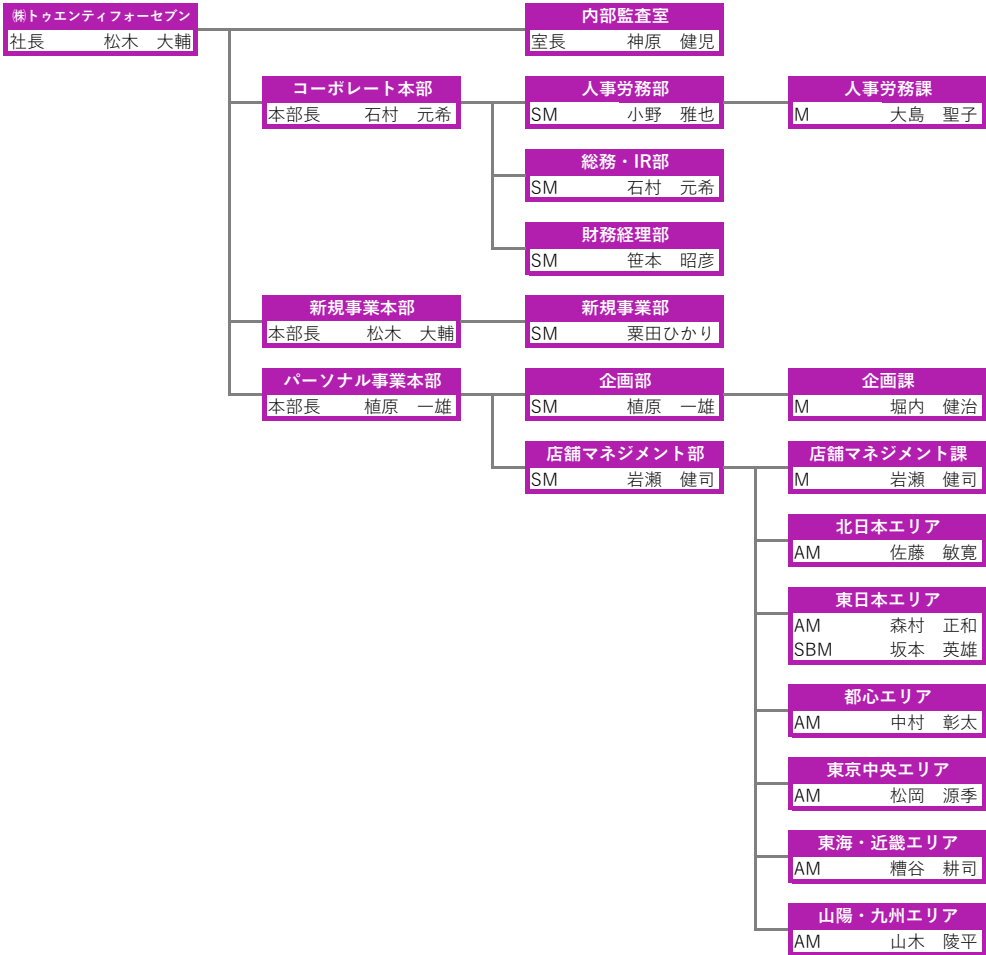 ㈱トゥエンティフォーセブン
社長 松木 大輔
内部監査室
室長 神原 健児
コーポレート本部
本部長 石村 元希
人事労務部
SM 小野 雅也
人事労務課
M 大島 聖子
総務・IR部
SM 石村 元希
財務経理部
SM 笹本 昭彦
新規事業本部
本部長 松木 大輔
新規事業部
SM 粟田ひかり
パーソナル事業本部
本部長 植原 一雄
企画部
SM 植原 一雄
企画課
M 堀内 健治
店舗マネジメント部
SM 岩瀬 健司
店舗マネジメント課
M 岩瀬 健司
北日本エリア
AM 佐藤 敏寛
東日本エリア
AM 森村 正和
SBM 坂本 英雄
都心エリア
AM 中村 彰太
東京中央エリア
AM 松岡 源季
東海・近畿エリア
AM 糟谷 耕司
山陽・九州エリア
AM 山木 陵平